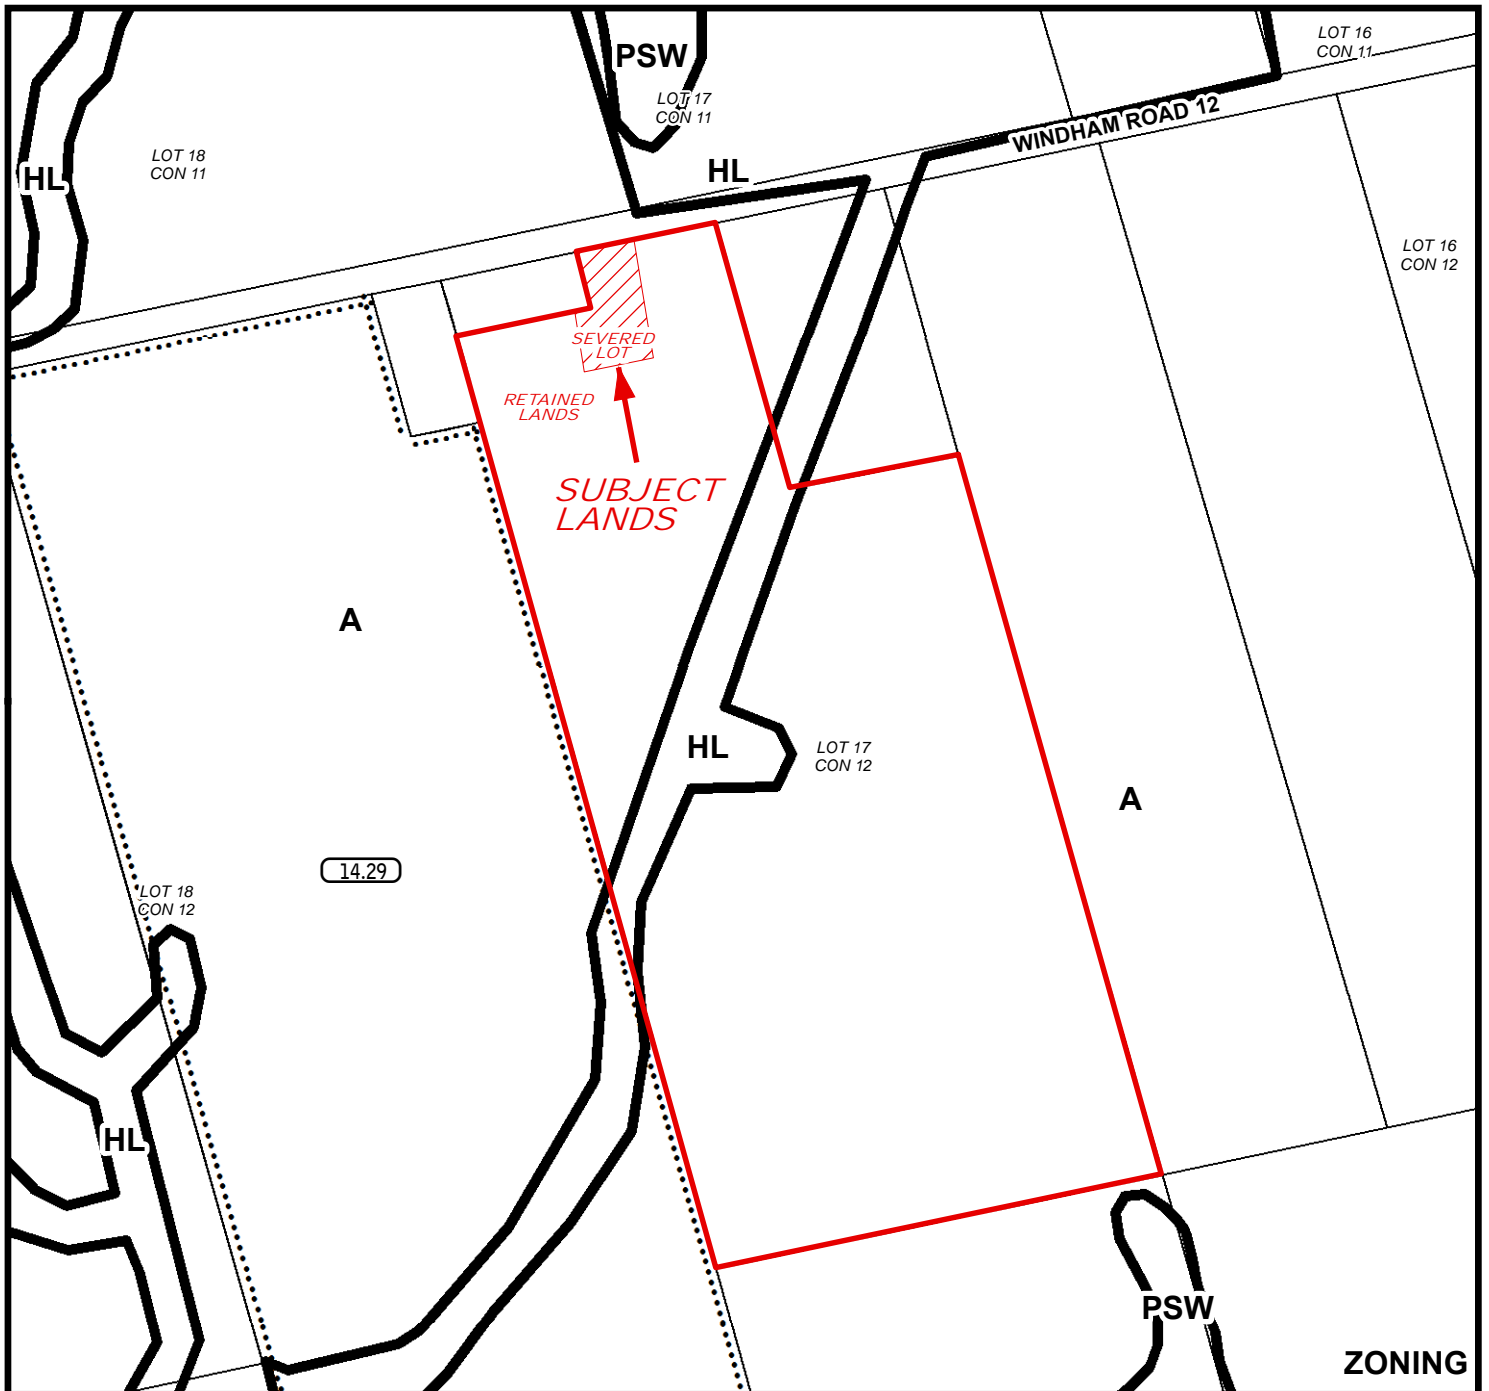 LOT 16
CON 11
PSW
LOT 17
CON 11
WINDHAM ROAD 12
LOT 18
CON 11
HL
HL
LOT 16
CON 12
SEVERED
LOT
RETAINED
LANDS
SUBJECT
LANDS
A
HL
LOT 17
CON 12
A
14.29
LOT 18
CON 12
HL
PSW
ZONING